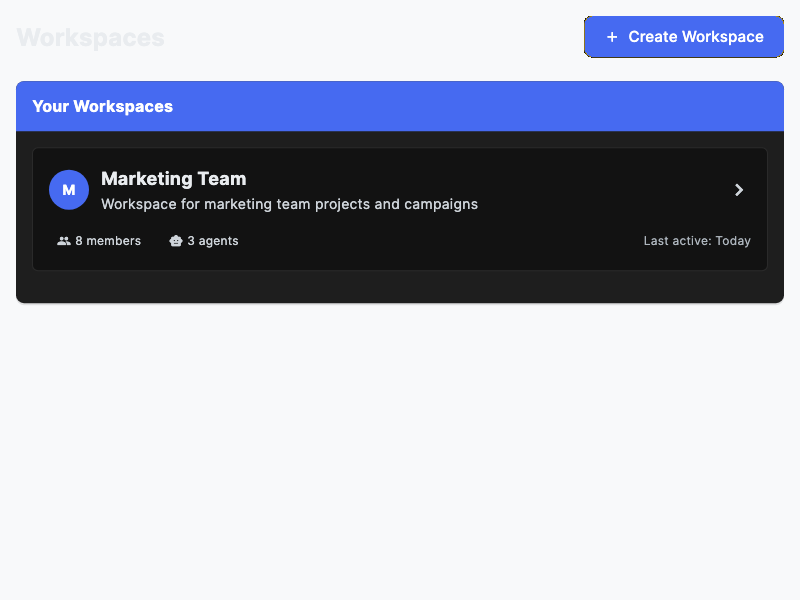 Workspaces
+ Create Workspace
Your Workspaces
M
Marketing Team
Workspace for marketing team projects and campaigns
8 members
3 agents
Last active: Today